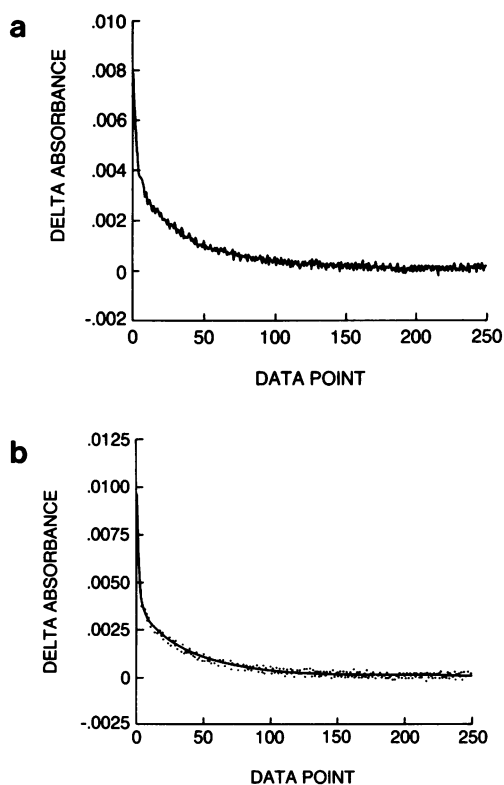 a
DELTA ABSORBANCE
.010
.008
.006
.004
.002
0
-.002
0 50 100 150 200 250
DATA POINT
b
DELTA ABSORBANCE
.0125
.0100
.0075
.0050
.0025
0
-.0025
0 50 100 150 200 250
DATA POINT